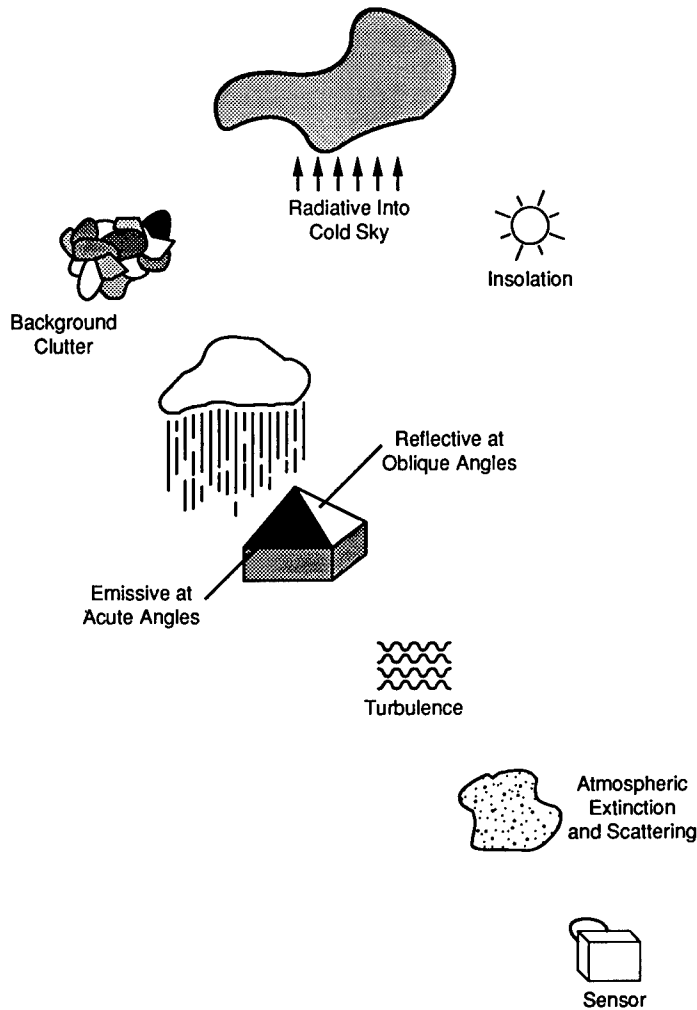 Radiative Into
Cold Sky
Insolation
Background
Clutter
Reflective at
Oblique Angles
Emissive at
Acute Angles
Turbulence
Atmospheric
Extinction
and Scattering
Sensor